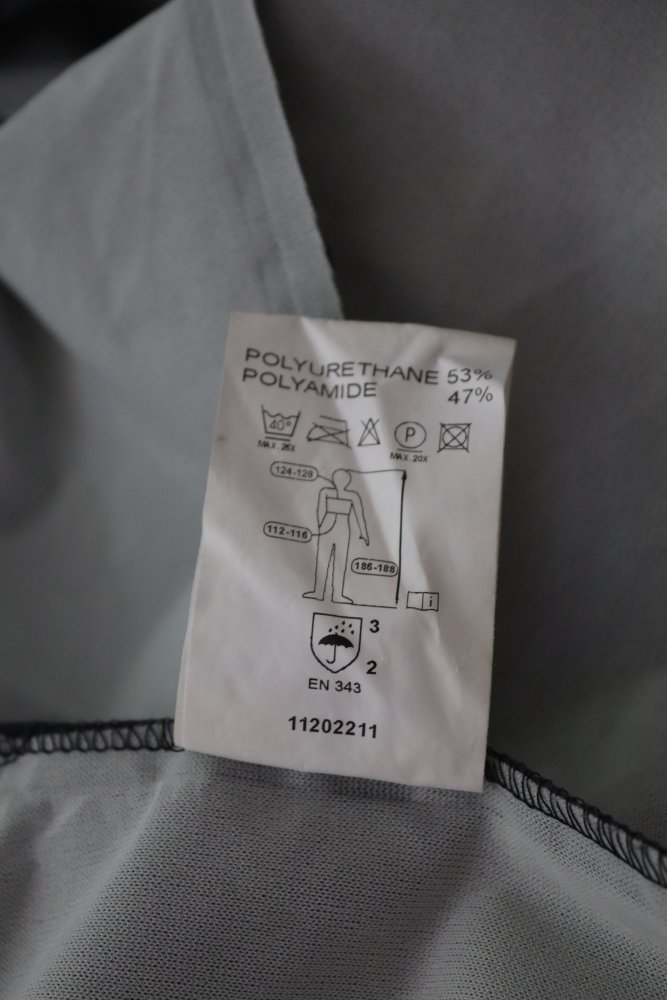 POLYURETHANE 53%
POLYAMIDE 47%
40°
P
MAX. 25X
MAX. 20X
124-128
112-116
186-188
i
3
2
EN 343
11202211